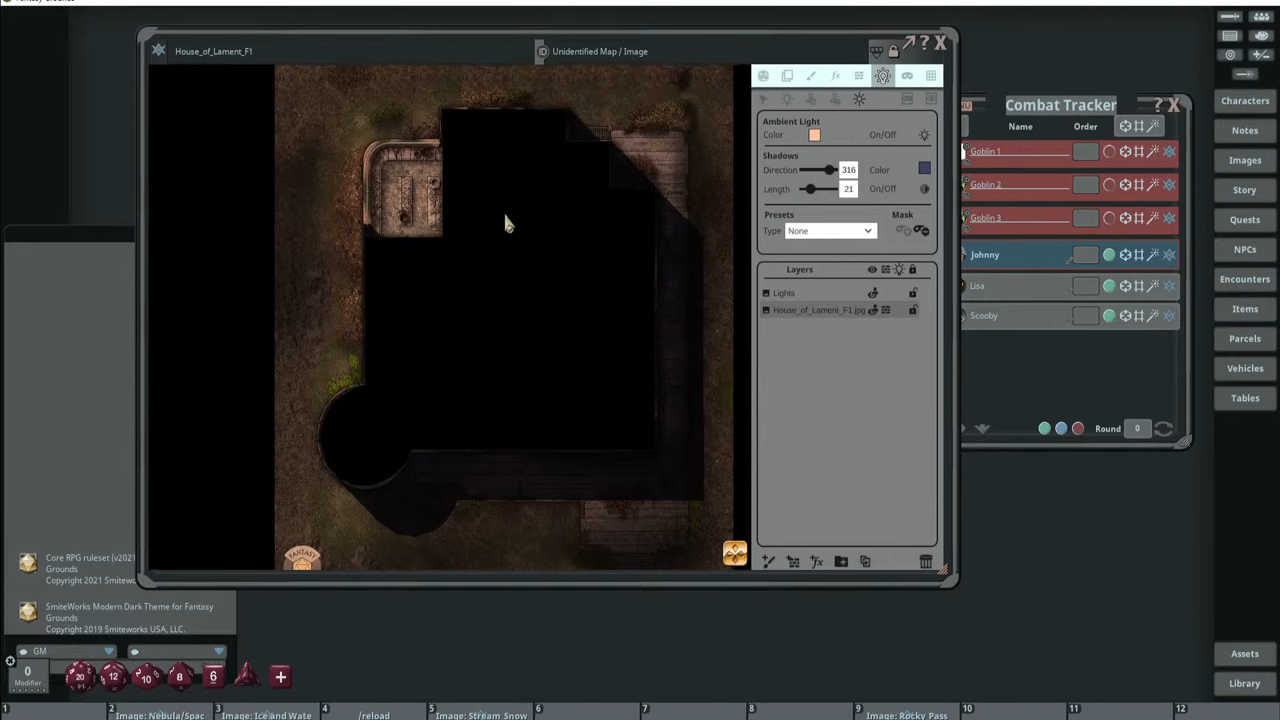 House_of_Lament_F1
ID Unidentified Map / Image
? X
Ambient Light
Color On/Off
Shadows
Direction 316 Color
Length 21 On/Off
Presets Mask
Type None
Layers
Lights
House_of_Lament_F1.jpg
FANTASY
Combat Tracker
? X
Name Order
Goblin 1
Goblin 2
Goblin 3
Johnny
Lisa
Scooby
Round 0
Characters
Notes
Images
Story
Quests
NPCs
Encounters
Items
Parcels
Vehicles
Tables
Assets
Library
Core RPG ruleset (v2021
Grounds
Copyright 2021 Smitework
SmiteWorks Modern Dark Theme for Fantasy
Grounds
Copyright 2019 Smiteworks USA, LLC.
GM
0
Modifier
20
12
10
8
6
+
1
2 Image: Nebula/Spac
3 Image: Ice and Wate
4 /reload
5 Image: Stream Snow
6
7
8
9 Image: Rocky Pass
10
11
12